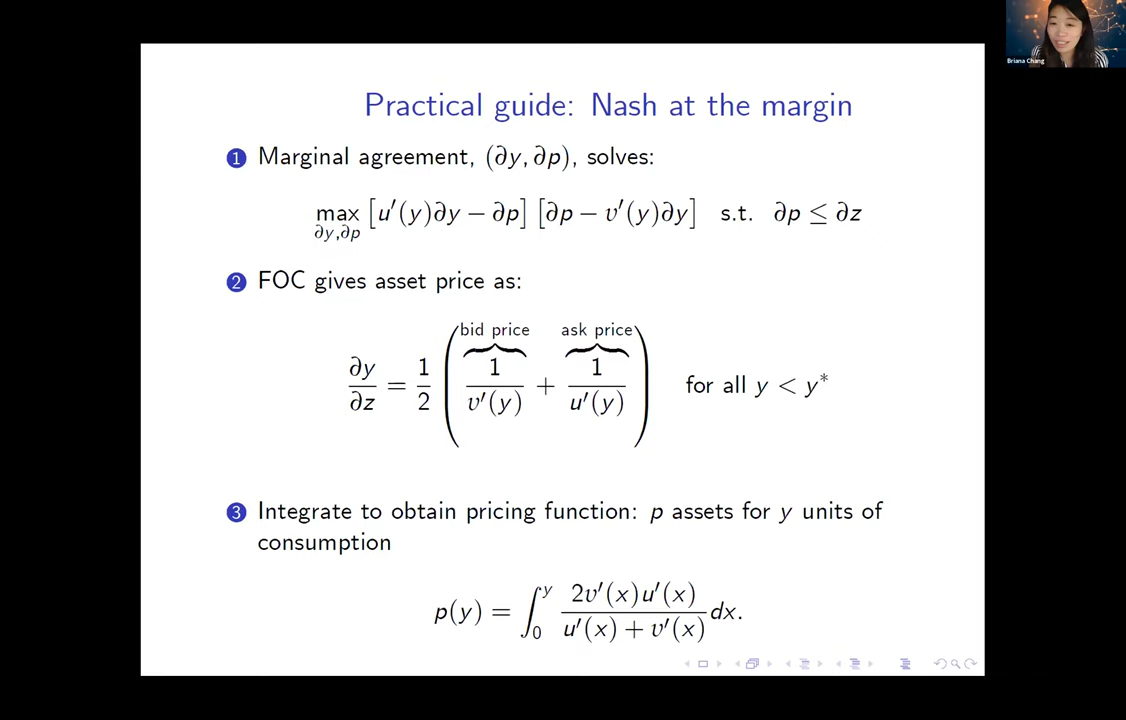 Briana Chang
Practical guide: Nash at the margin
1 Marginal agreement, (∂y, ∂p), solves:
max [u′(y)∂y − ∂p] [∂p − v′(y)∂y] s.t. ∂p ≤ ∂z
∂y,∂p
2 FOC gives asset price as:
bid price ask price
∂y/∂z = 1/2 ( 1/v′(y) + 1/u′(y) ) for all y < y*
3 Integrate to obtain pricing function: p assets for y units of
consumption
p(y) = ∫₀^y 2v′(x)u′(x)/(u′(x) + v′(x)) dx.